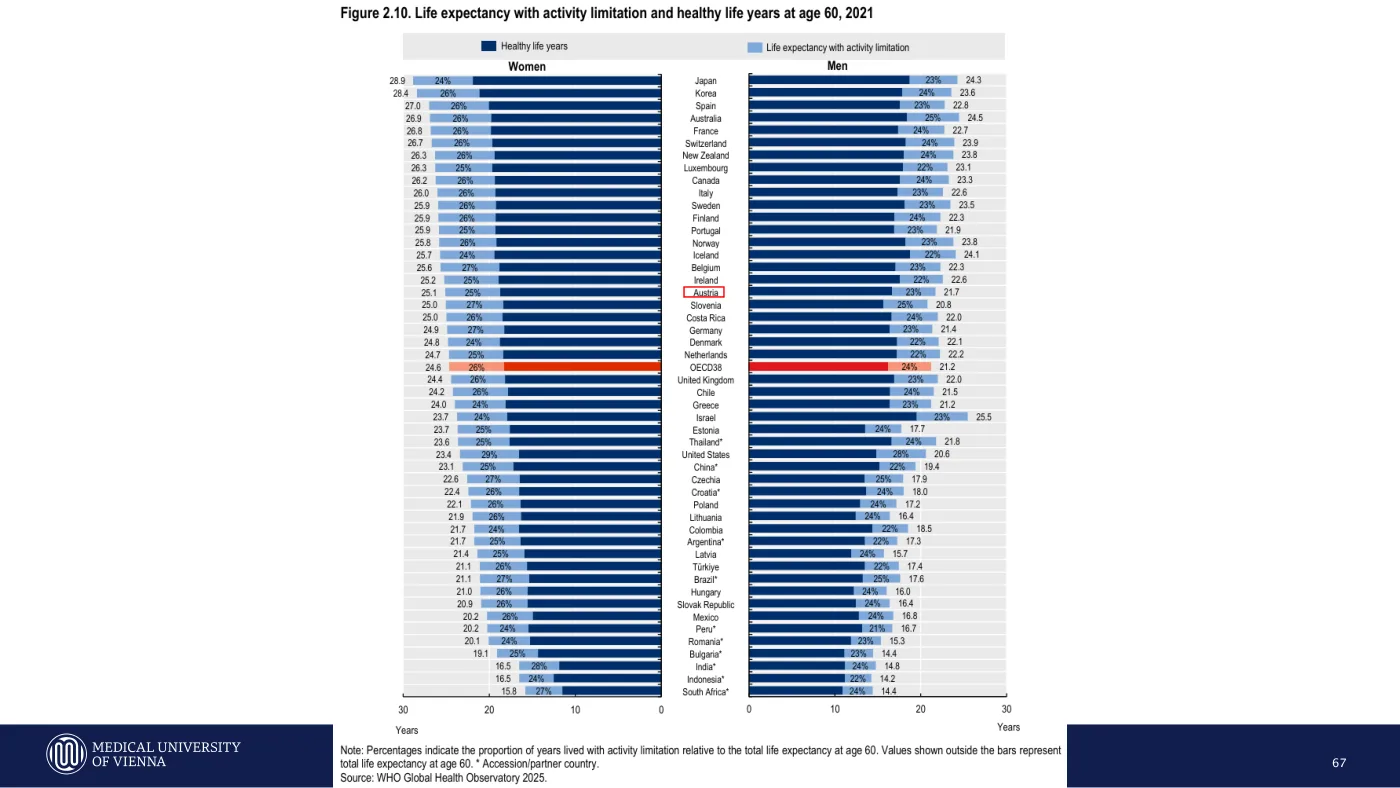 Figure 2.10. Life expectancy with activity limitation and healthy life years at age 60, 2021
Healthy life years Life expectancy with activity limitation
Women Men
28.9 24% Japan 23% 24.3
28.4 26% Korea 24% 23.6
27.0 26% Spain 23% 22.8
26.9 26% Australia 25% 24.5
26.8 26% France 24% 22.7
26.7 26% Switzerland 24% 23.9
26.3 26% New Zealand 24% 23.8
26.3 25% Luxembourg 22% 23.1
26.2 26% Canada 24% 23.3
26.0 26% Italy 23% 22.6
25.9 26% Sweden 23% 23.5
25.9 26% Finland 24% 22.3
25.9 25% Portugal 23% 21.9
25.8 26% Norway 23% 23.8
25.7 24% Iceland 22% 24.1
25.6 27% Belgium 23% 22.3
25.2 25% Ireland 22% 22.6
25.1 25% Austria 23% 21.7
25.0 27% Slovenia 25% 20.8
25.0 26% Costa Rica 24% 22.0
24.9 27% Germany 23% 21.4
24.8 24% Denmark 22% 22.1
24.7 25% Netherlands 22% 22.2
24.6 26% OECD38 24% 21.2
24.4 26% United Kingdom 23% 22.0
24.2 26% Chile 24% 21.5
24.0 24% Greece 23% 21.2
23.7 24% Israel 23% 25.5
23.7 25% Estonia 24% 17.7
23.6 25% Thailand* 24% 21.8
23.4 29% United States 28% 20.6
23.1 25% China* 22% 19.4
22.6 27% Czechia 25% 17.9
22.4 26% Croatia* 24% 18.0
22.1 26% Poland 24% 17.2
21.9 26% Lithuania 24% 16.4
21.7 24% Colombia 22% 18.5
21.7 25% Argentina* 22% 17.3
21.4 25% Latvia 24% 15.7
21.1 26% Türkiye 22% 17.4
21.1 27% Brazil* 25% 17.6
21.0 26% Hungary 24% 16.0
20.9 26% Slovak Republic 24% 16.4
20.2 26% Mexico 24% 16.8
20.2 24% Peru* 21% 16.7
20.1 24% Romania* 23% 15.3
19.1 25% Bulgaria* 23% 14.4
16.5 28% India* 24% 14.8
16.5 24% Indonesia* 22% 14.2
15.8 27% South Africa* 24% 14.4
30 20 10 0 0 10 20 30
Years Years
MEDICAL UNIVERSITY
OF VIENNA
Note: Percentages indicate the proportion of years lived with activity limitation relative to the total life expectancy at age 60. Values shown outside the bars represent
total life expectancy at age 60. * Accession/partner country.
Source: WHO Global Health Observatory 2025.
67